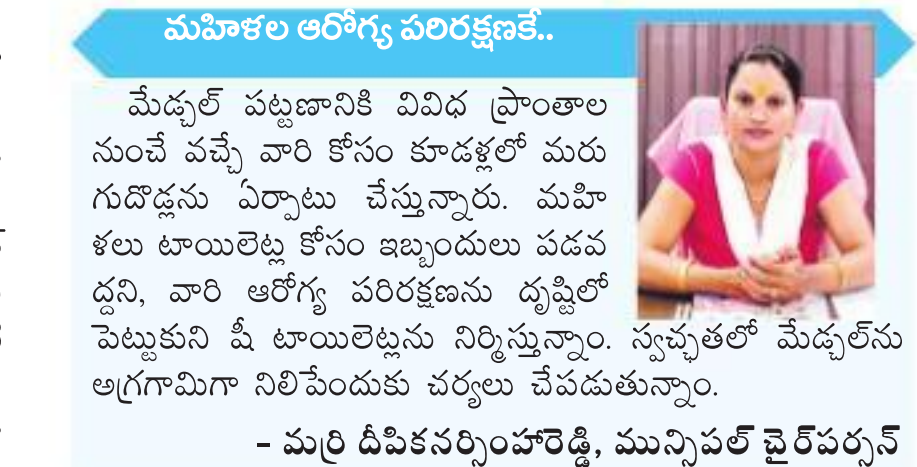 మహిళల ఆరోగ్య పరిరక్షణకే..
మేడ్చల్ పట్టణానికి వివిధ ప్రాంతాల
నుంచే వచ్చే వారి కోసం కూడళ్లలో మరు
గుదొడ్లను ఏర్పాటు చేస్తున్నారు. మహి
ళలు టాయిలెట్ల కోసం ఇబ్బందులు పడవ
ద్దని, వారి ఆరోగ్య పరిరక్షణను దృష్టిలో
పెట్టుకుని షీ టాయిలెట్లను నిర్మిస్తున్నాం. స్వచ్ఛతలో మేడ్చల్‌ను
అగ్రగామిగా నిలిపేందుకు చర్యలు చేపడుతున్నాం.
– మర్రి దీపికనర్సింహారెడ్డి, మున్సిపల్ చైర్‌పర్సన్